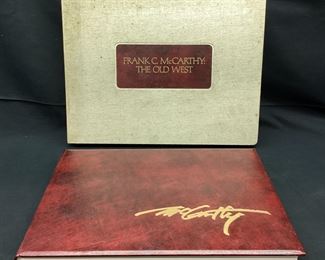 FRANK C. McCARTHY:
THE OLD WEST
McCarthy